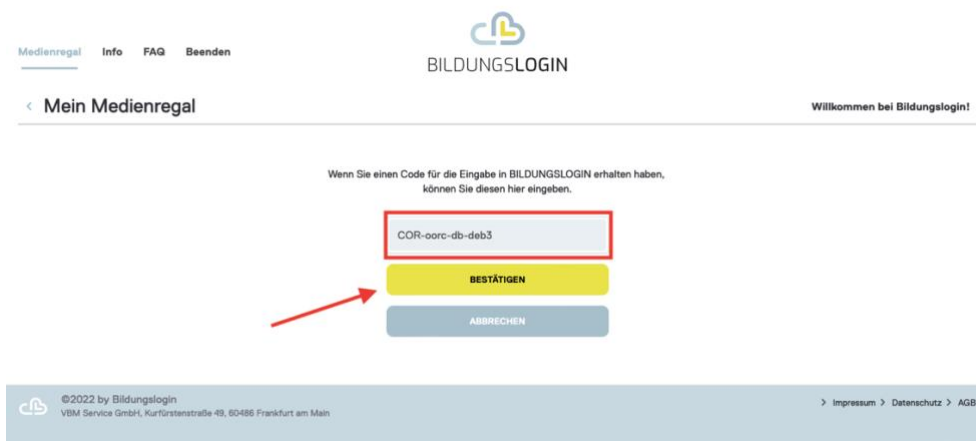 Medienregal Info FAQ Beenden
BILDUNGSLOGIN
< Mein Medienregal
Willkommen bei Bildungslogin!
Wenn Sie einen Code für die Eingabe in BILDUNGSLOGIN erhalten haben,
können Sie diesen hier eingeben.
COR-oorc-db-deb3
BESTÄTIGEN
ABBRECHEN
©2022 by Bildungslogin
VBM Service GmbH, Kurfürstenstraße 49, 60486 Frankfurt am Main
> Impressum > Datenschutz > AGB